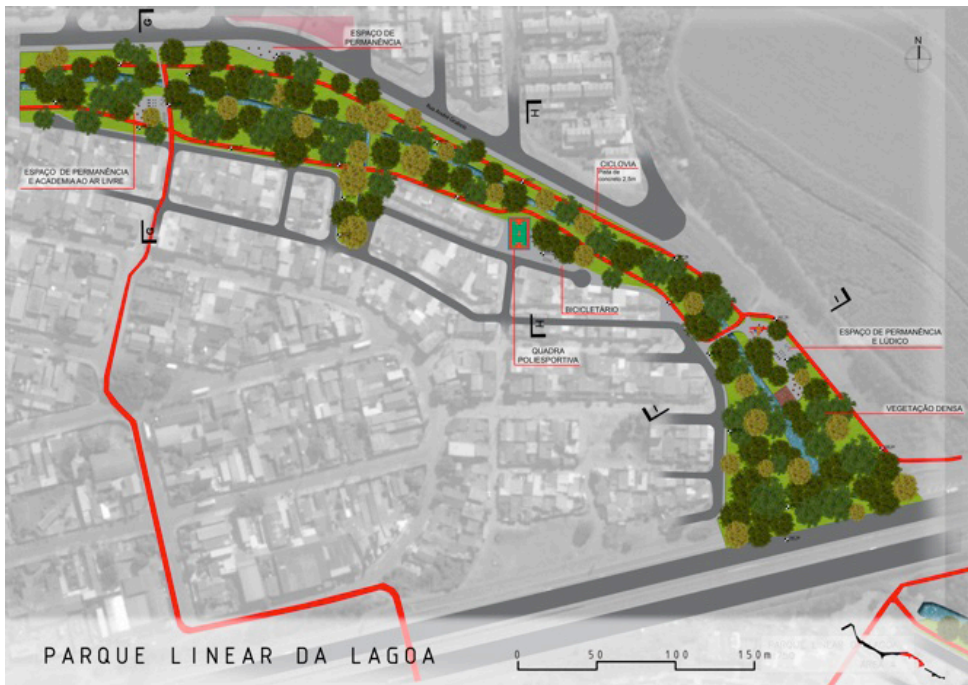 G
ESPAÇO DE
PERMANÊNCIA
N
H
CICLOVIA
Pista de
concreto 2,5m
ESPAÇO DE PERMANÊNCIA
E ACADEMIA AO AR LIVRE
G
BICICLETÁRIO
I
H
ESPAÇO DE PERMANÊNCIA
E LÚDICO
QUADRA
POLIESPORTIVA
I
VEGETAÇÃO DENSA
PARQUE LINEAR DA LAGOA
0 50 100 150m